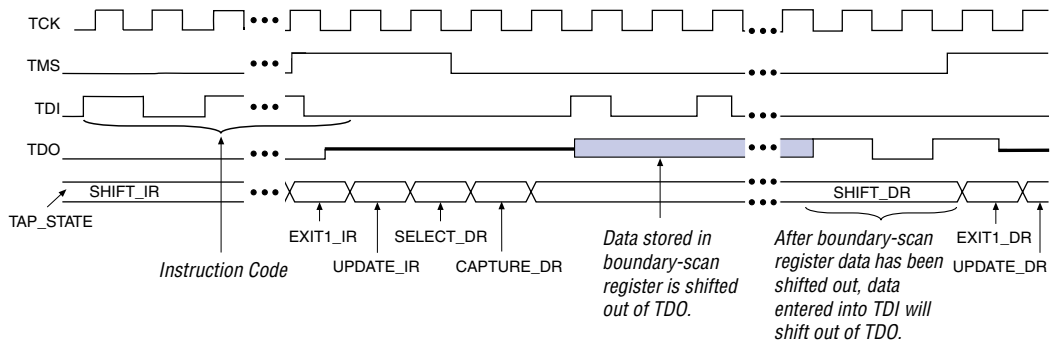 TCK
TMS
TDI
TDO
SHIFT_IR
SHIFT_DR
TAP_STATE
EXIT1_IR
SELECT_DR
EXIT1_DR
UPDATE_IR
CAPTURE_DR
UPDATE_DR
Instruction Code
Data stored in
boundary-scan
register is shifted
out of TDO.
After boundary-scan
register data has been
shifted out, data
entered into TDI will
shift out of TDO.